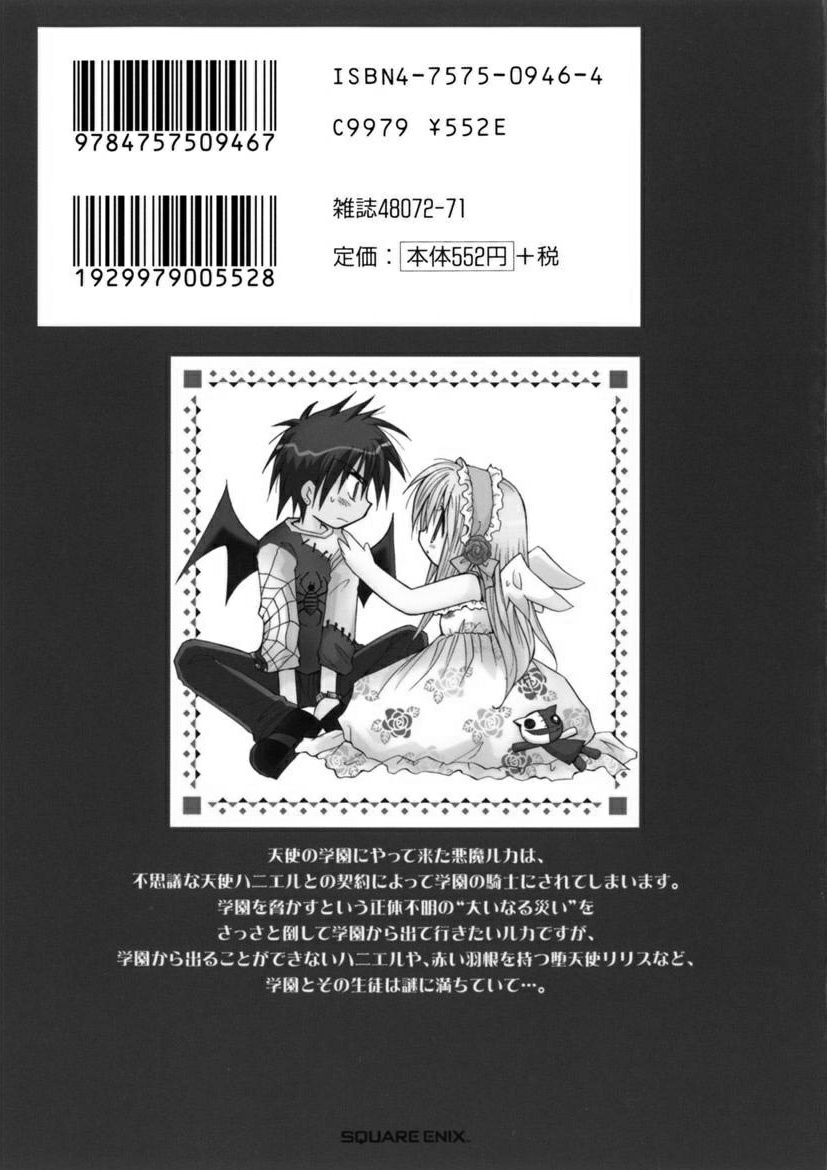 ISBN4-7575-0946-4
C9979 ¥552E
9784757509467
雑誌48072-71
定価：本体552円＋税
1929979005528
天使の学園にやって来た悪魔ルカは、
不思議な天使ハニエルとの契約によって学園の騎士にされてしまいます。
学園を脅かすという正体不明の“大いなる災い”を
さっさと倒して学園から出て行きたいルカですが、
学園から出ることができないハニエルや、赤い羽根を持つ堕天使リリスなど、
学園とその生徒は謎に満ちていて…。
SQUARE ENIX.